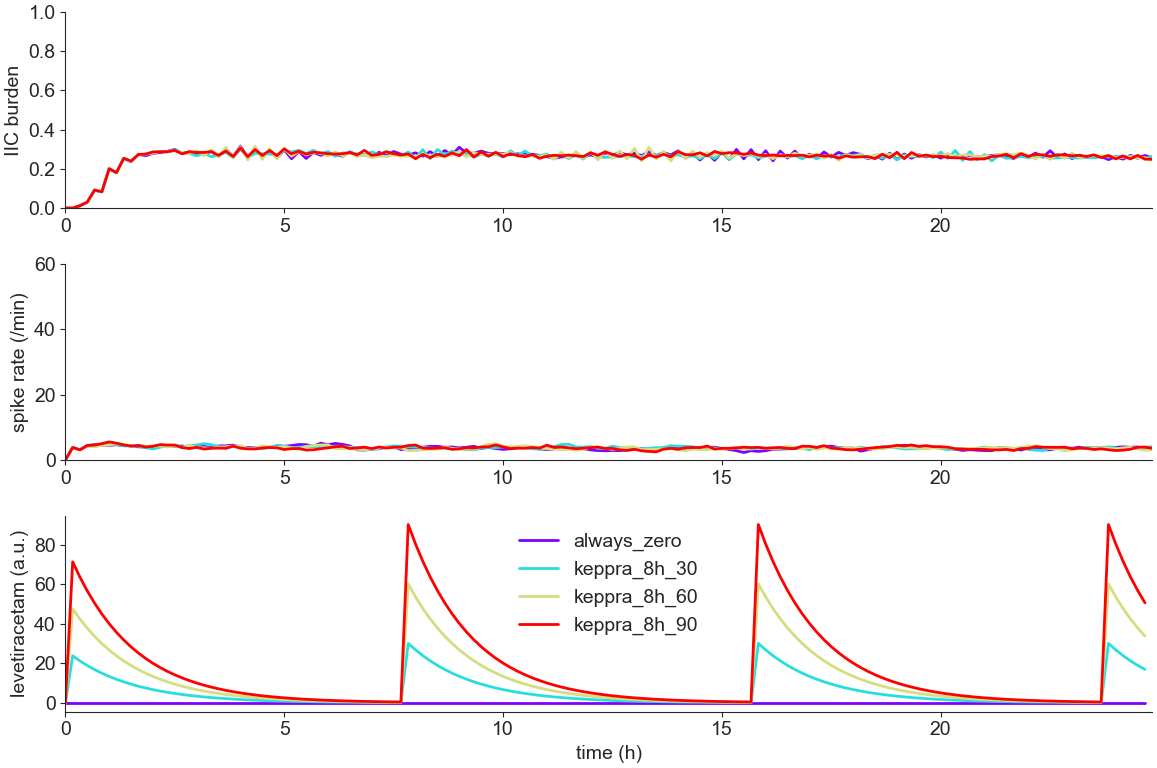 1.0
0.8
0.6
0.4
0.2
0.0
IIC burden
0 5 10 15 20
60
40
20
0
spike rate (/min)
0 5 10 15 20
80
60
40
20
0
levetiracetam (a.u.)
always_zero
keppra_8h_30
keppra_8h_60
keppra_8h_90
0 5 10 15 20
time (h)